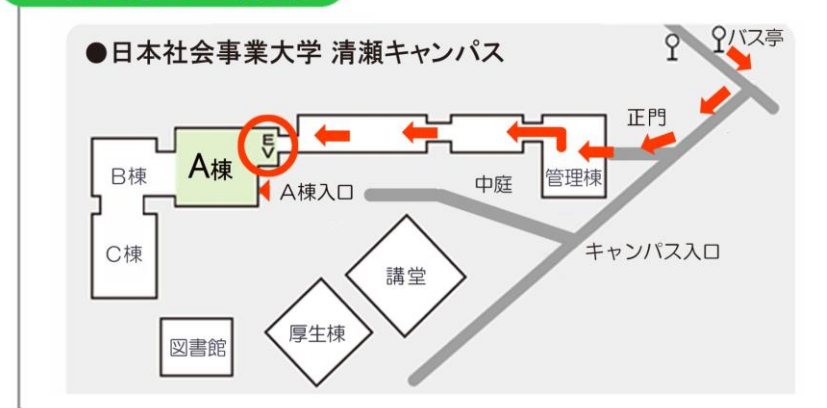 ●日本社会事業大学 清瀬キャンパス
バス亭
正門
EV
A棟
B棟
A棟入口
中庭
管理棟
C棟
キャンパス入口
講堂
厚生棟
図書館